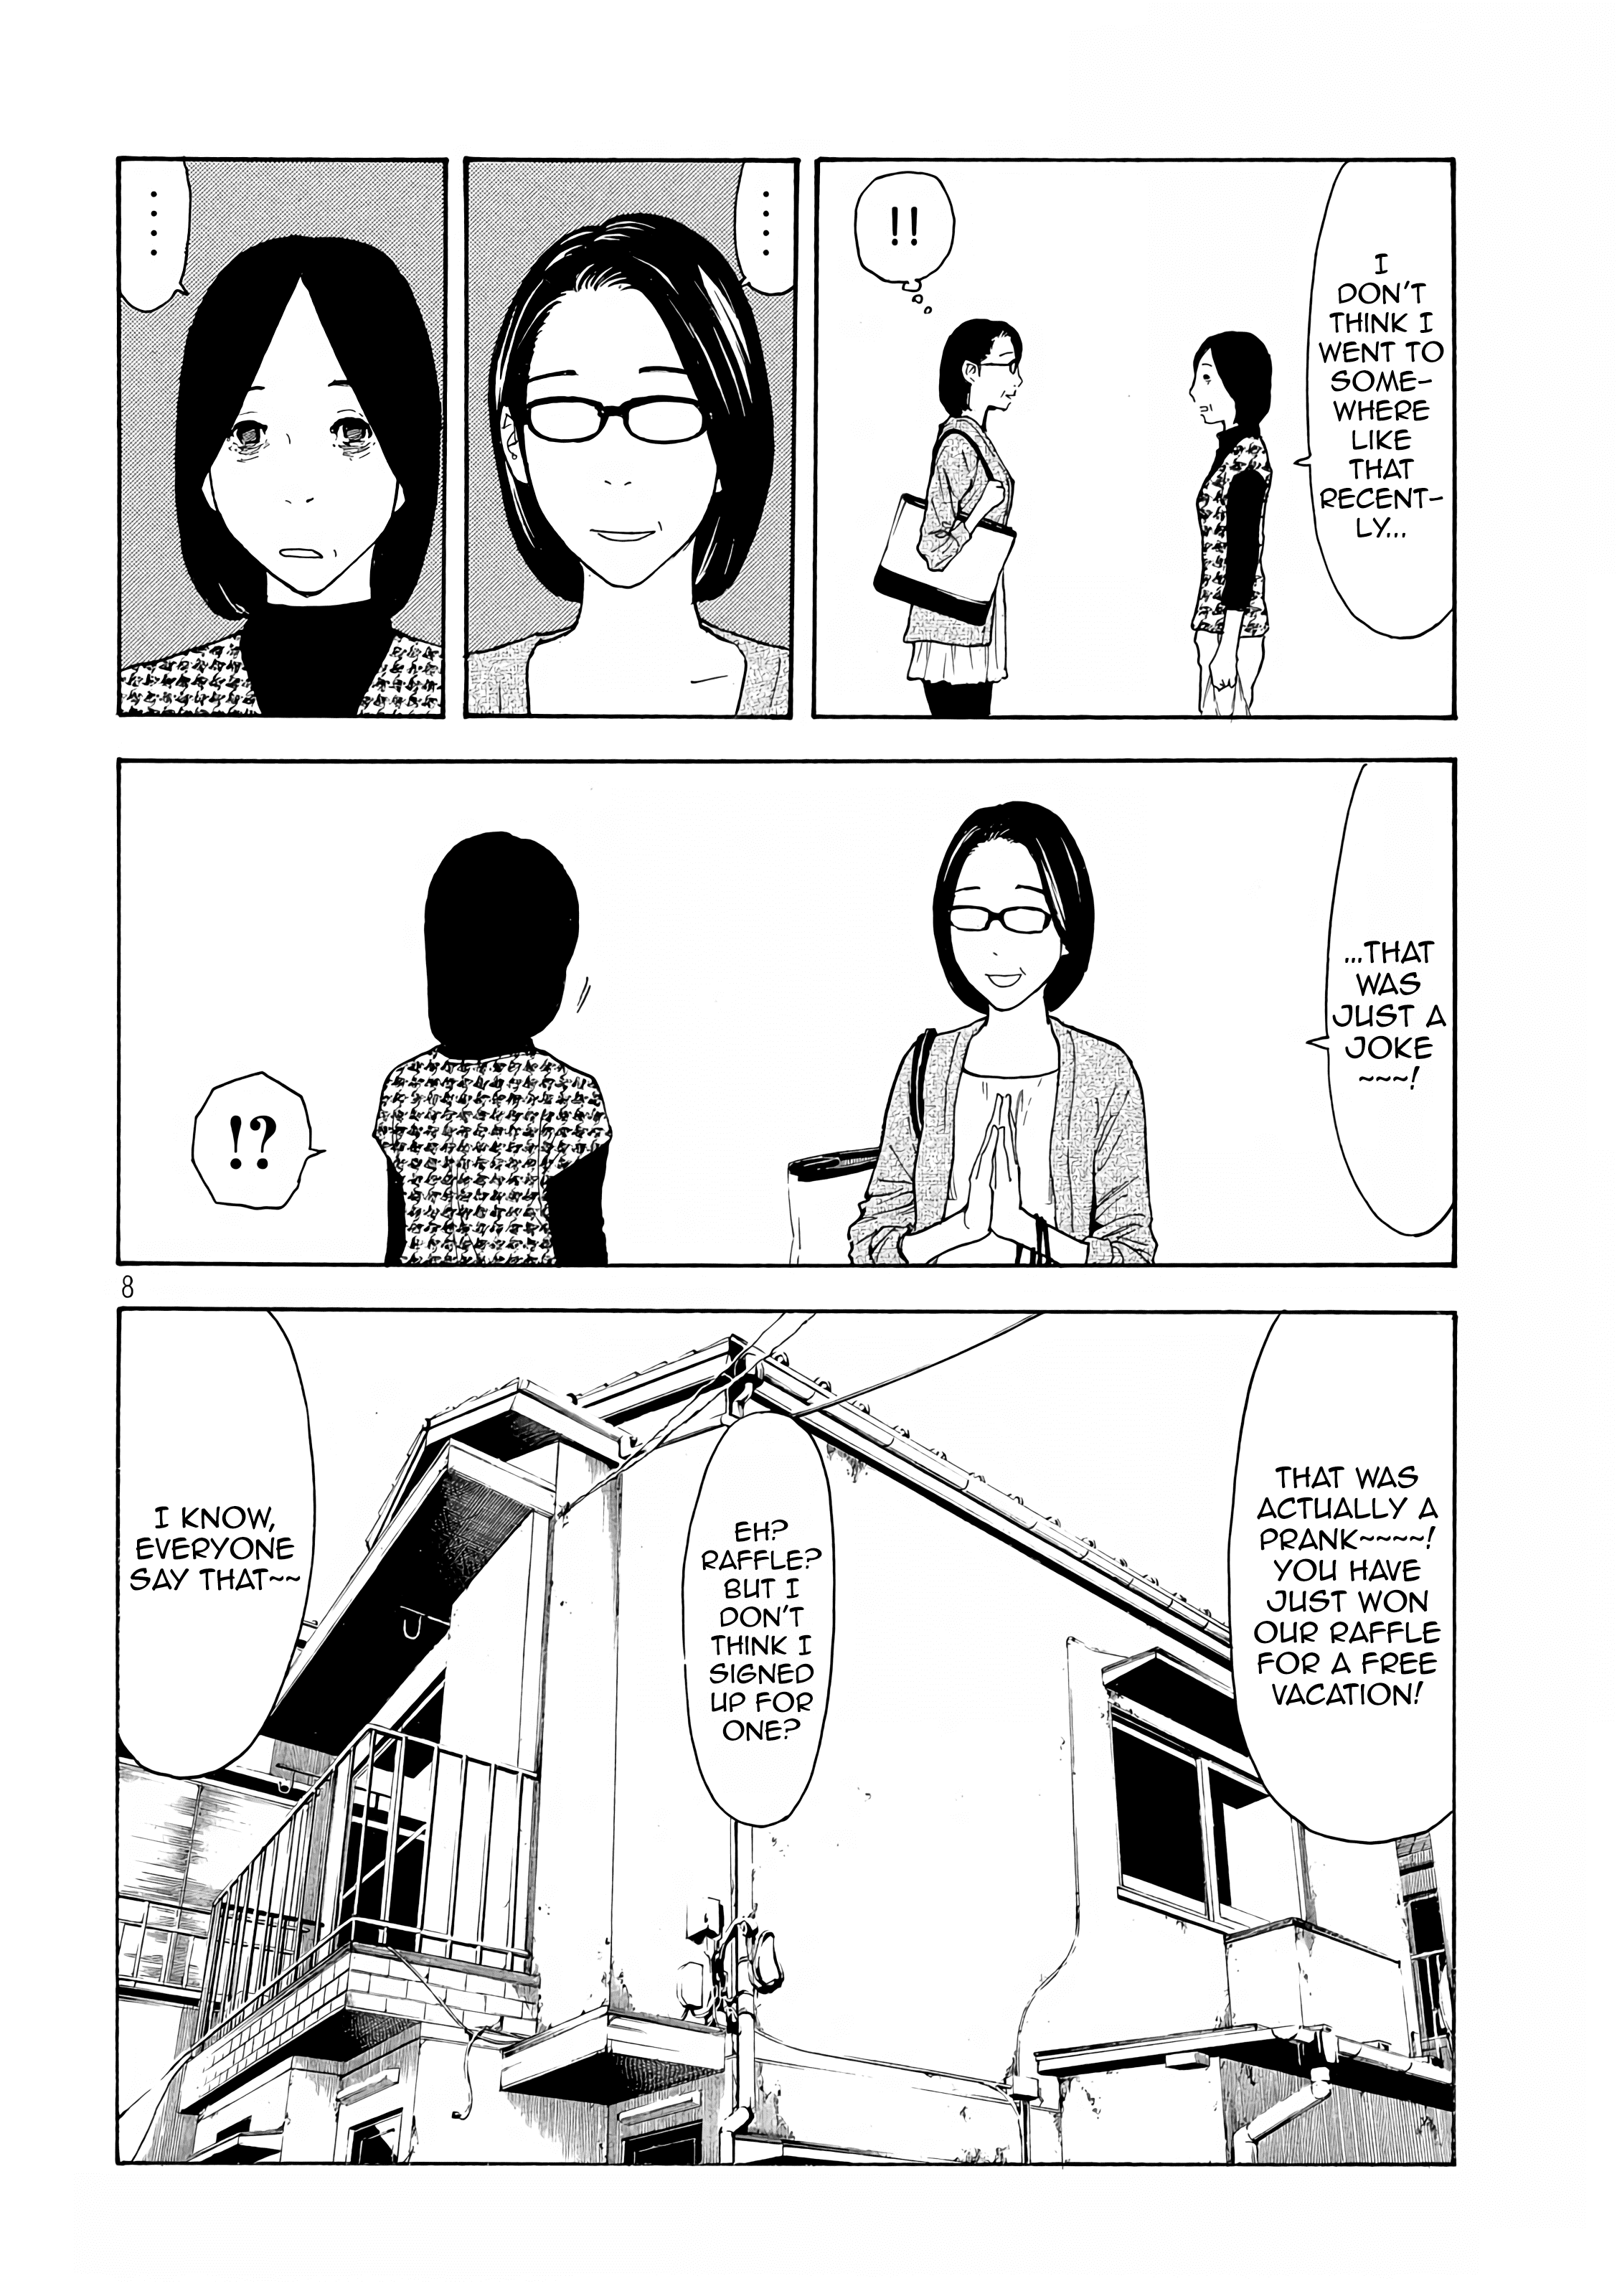 I
DON'T
THINK I
WENT TO
SOME-
WHERE
LIKE
THAT
RECENT-
LY...
!!
....
....
...THAT
WAS
JUST A
JOKE
~~~!
!?
8
THAT WAS
ACTUALLY A
PRANK~~~~!
YOU HAVE
JUST WON
OUR RAFFLE
FOR A FREE
VACATION!
EH?
RAFFLE?
BUT I
DON'T
THINK I
SIGNED
UP FOR
ONE?
I KNOW,
EVERYONE
SAY THAT~~